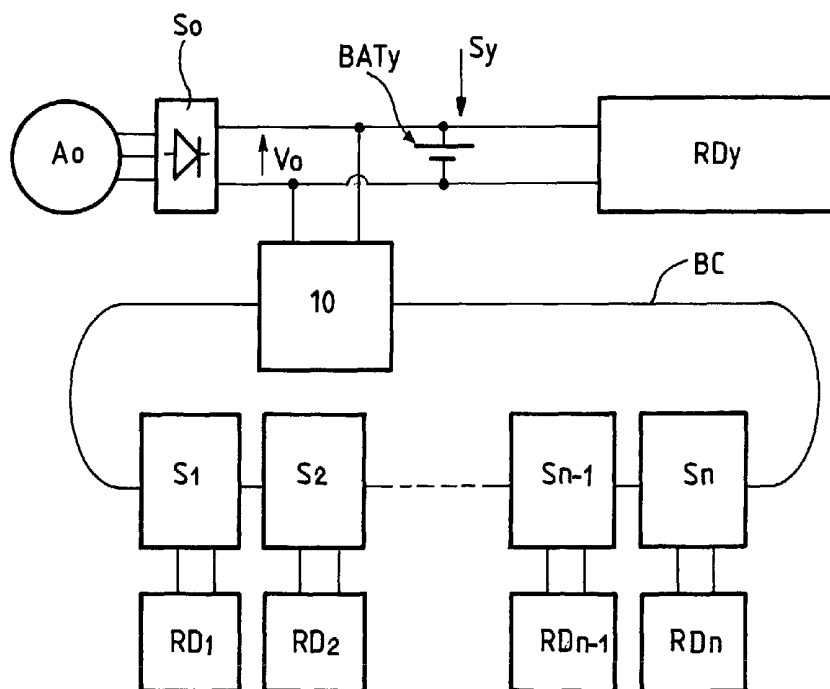 So
BATy
Sy
Ao
Vo
RDy
10
BC
S1
S2
Sn-1
Sn
RD1
RD2
RDn-1
RDn